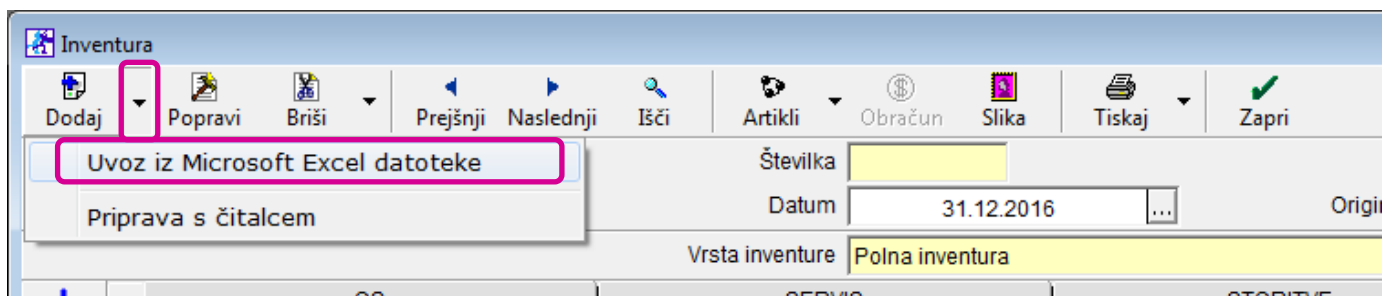 Inventura
Dodaj Popravi Briši Prejšnji Naslednji Išči Artikli Obračun Slika Tiskaj Zapri
Uvoz iz Microsoft Excel datoteke
Priprava s čitalcem
Številka
Datum 31.12.2016 ... Origin
Vrsta inventure Polna inventura